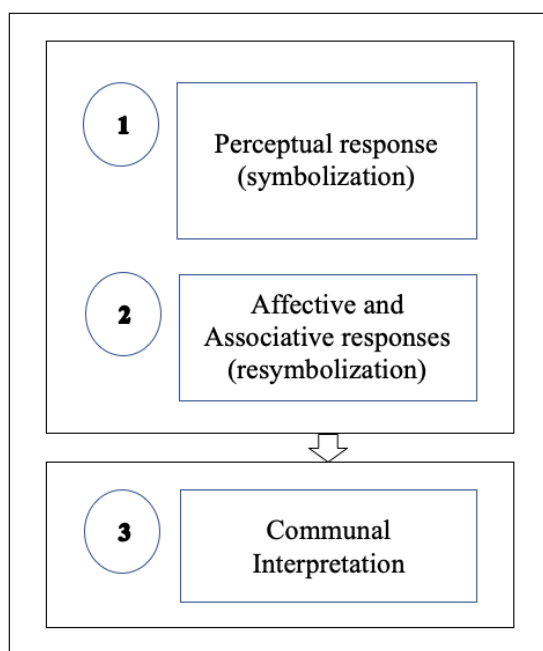 1
Perceptual response
(symbolization)
2
Affective and
Associative responses
(resymbolization)
3
Communal
Interpretation